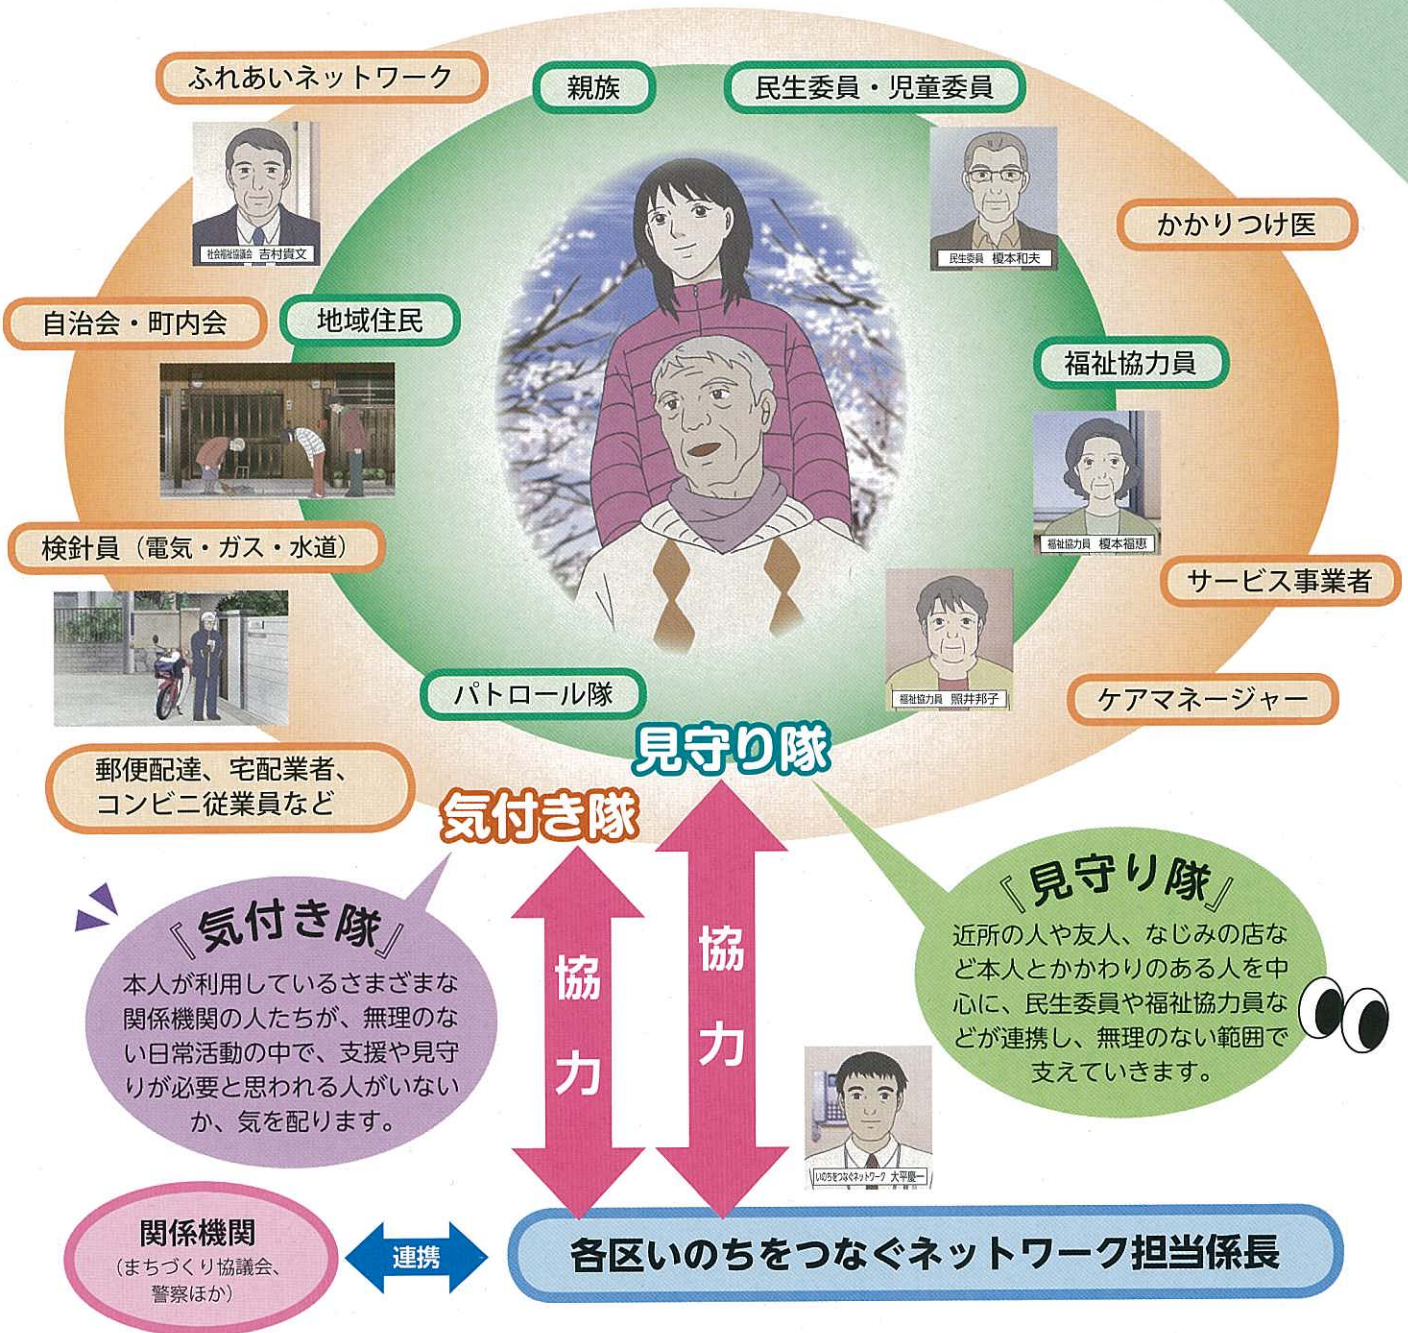 ふれあいネットワーク
親族
民生委員・児童委員
社会福祉協議会 吉村貴文
民生委員 榎本和夫
かかりつけ医
自治会・町内会
地域住民
福祉協力員
福祉協力員 榎本福恵
検針員（電気・ガス・水道）
サービス事業者
福祉協力員 照井邦子
パトロール隊
ケアマネージャー
見守り隊
郵便配達、宅配業者、
コンビニ従業員など
気付き隊
『気付き隊』
本人が利用しているさまざまな
関係機関の人たちが、無理のな
い日常活動の中で、支援や見守
りが必要と思われる人がいない
か、気を配ります。
協力
協力
『見守り隊』
近所の人や友人、なじみの店な
ど本人とかかわりのある人を中
心に、民生委員や福祉協力員な
どが連携し、無理のない範囲で
支えていきます。
いのちをつなぐネットワーク 大平慶一
関係機関
（まちづくり協議会、
警察ほか）
連携
各区いのちをつなぐネットワーク担当係長